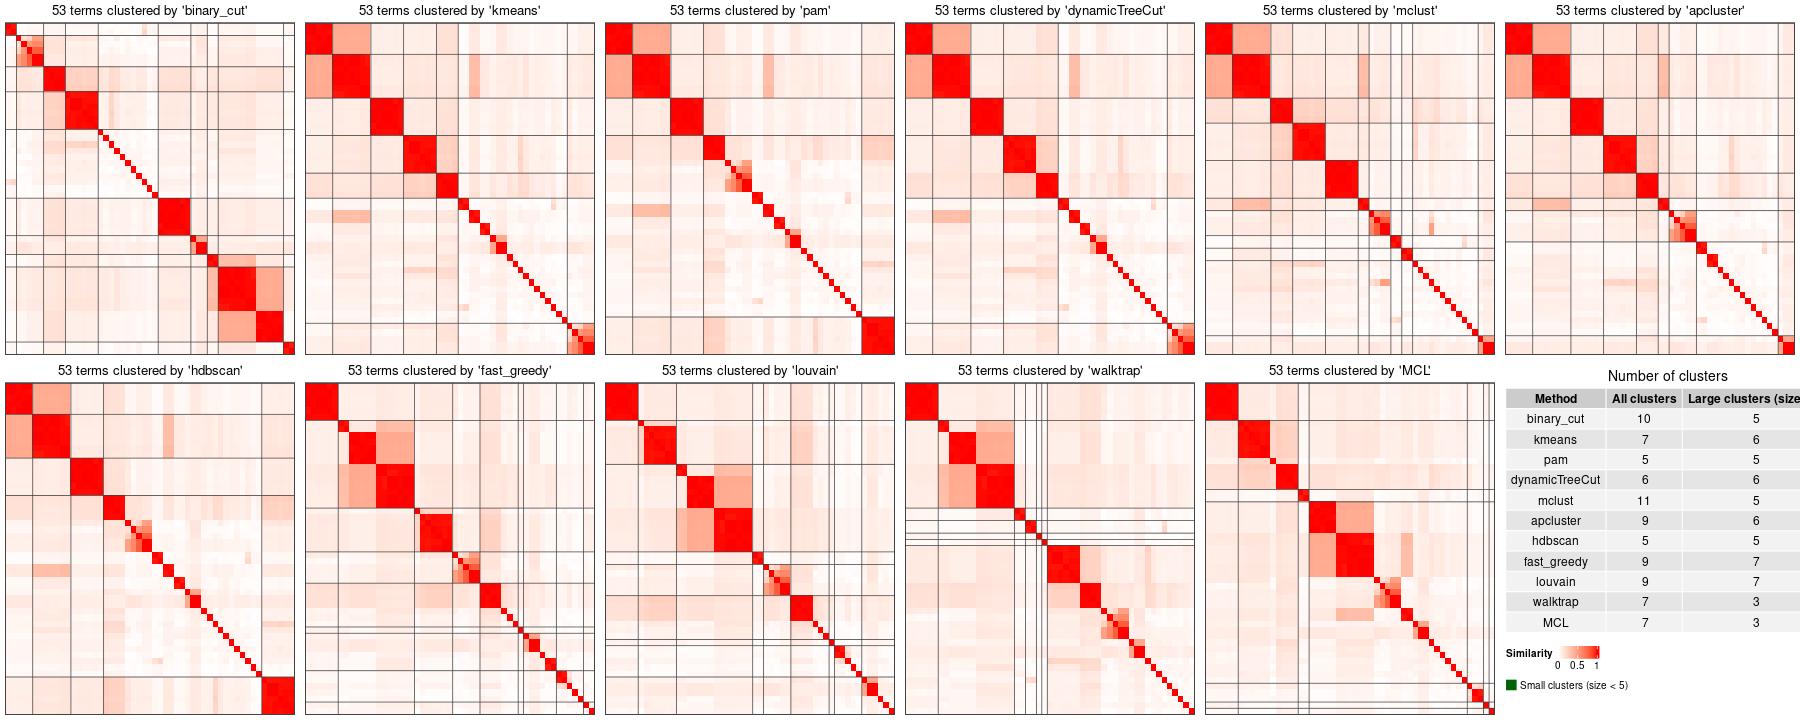 53 terms clustered by 'binary_cut'
53 terms clustered by 'kmeans'
53 terms clustered by 'pam'
53 terms clustered by 'dynamicTreeCut'
53 terms clustered by 'mclust'
53 terms clustered by 'apcluster'
53 terms clustered by 'hdbscan'
53 terms clustered by 'fast_greedy'
53 terms clustered by 'louvain'
53 terms clustered by 'walktrap'
53 terms clustered by 'MCL'
Number of clusters
Method All clusters Large clusters (size
binary_cut 10 5
kmeans 7 6
pam 5 5
dynamicTreeCut 6 6
mclust 11 5
apcluster 9 6
hdbscan 5 5
fast_greedy 9 7
louvain 9 7
walktrap 7 3
MCL 7 3
Similarity
0 0.5 1
Small clusters (size < 5)